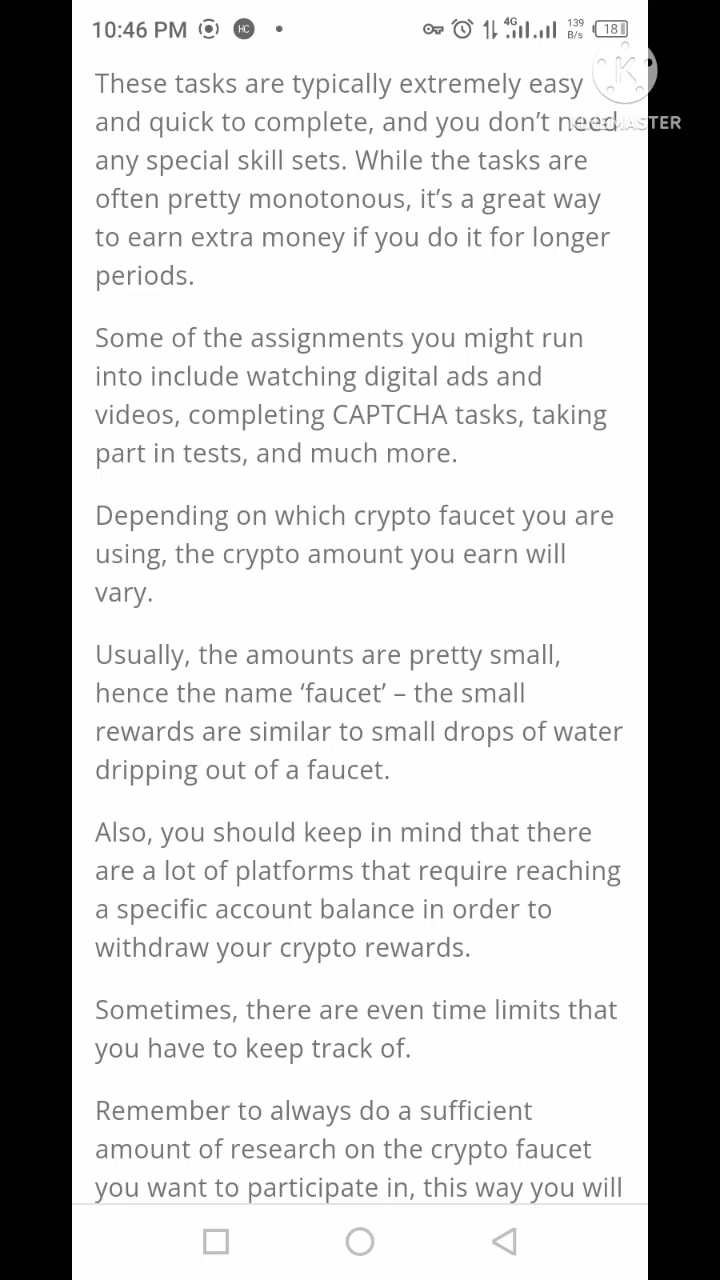 10:46 PM HC 4G 139 B/s 18
K
KINEMASTER
These tasks are typically extremely easy
and quick to complete, and you don’t need
any special skill sets. While the tasks are
often pretty monotonous, it’s a great way
to earn extra money if you do it for longer
periods.
Some of the assignments you might run
into include watching digital ads and
videos, completing CAPTCHA tasks, taking
part in tests, and much more.
Depending on which crypto faucet you are
using, the crypto amount you earn will
vary.
Usually, the amounts are pretty small,
hence the name ‘faucet’ – the small
rewards are similar to small drops of water
dripping out of a faucet.
Also, you should keep in mind that there
are a lot of platforms that require reaching
a specific account balance in order to
withdraw your crypto rewards.
Sometimes, there are even time limits that
you have to keep track of.
Remember to always do a sufficient
amount of research on the crypto faucet
you want to participate in, this way you will